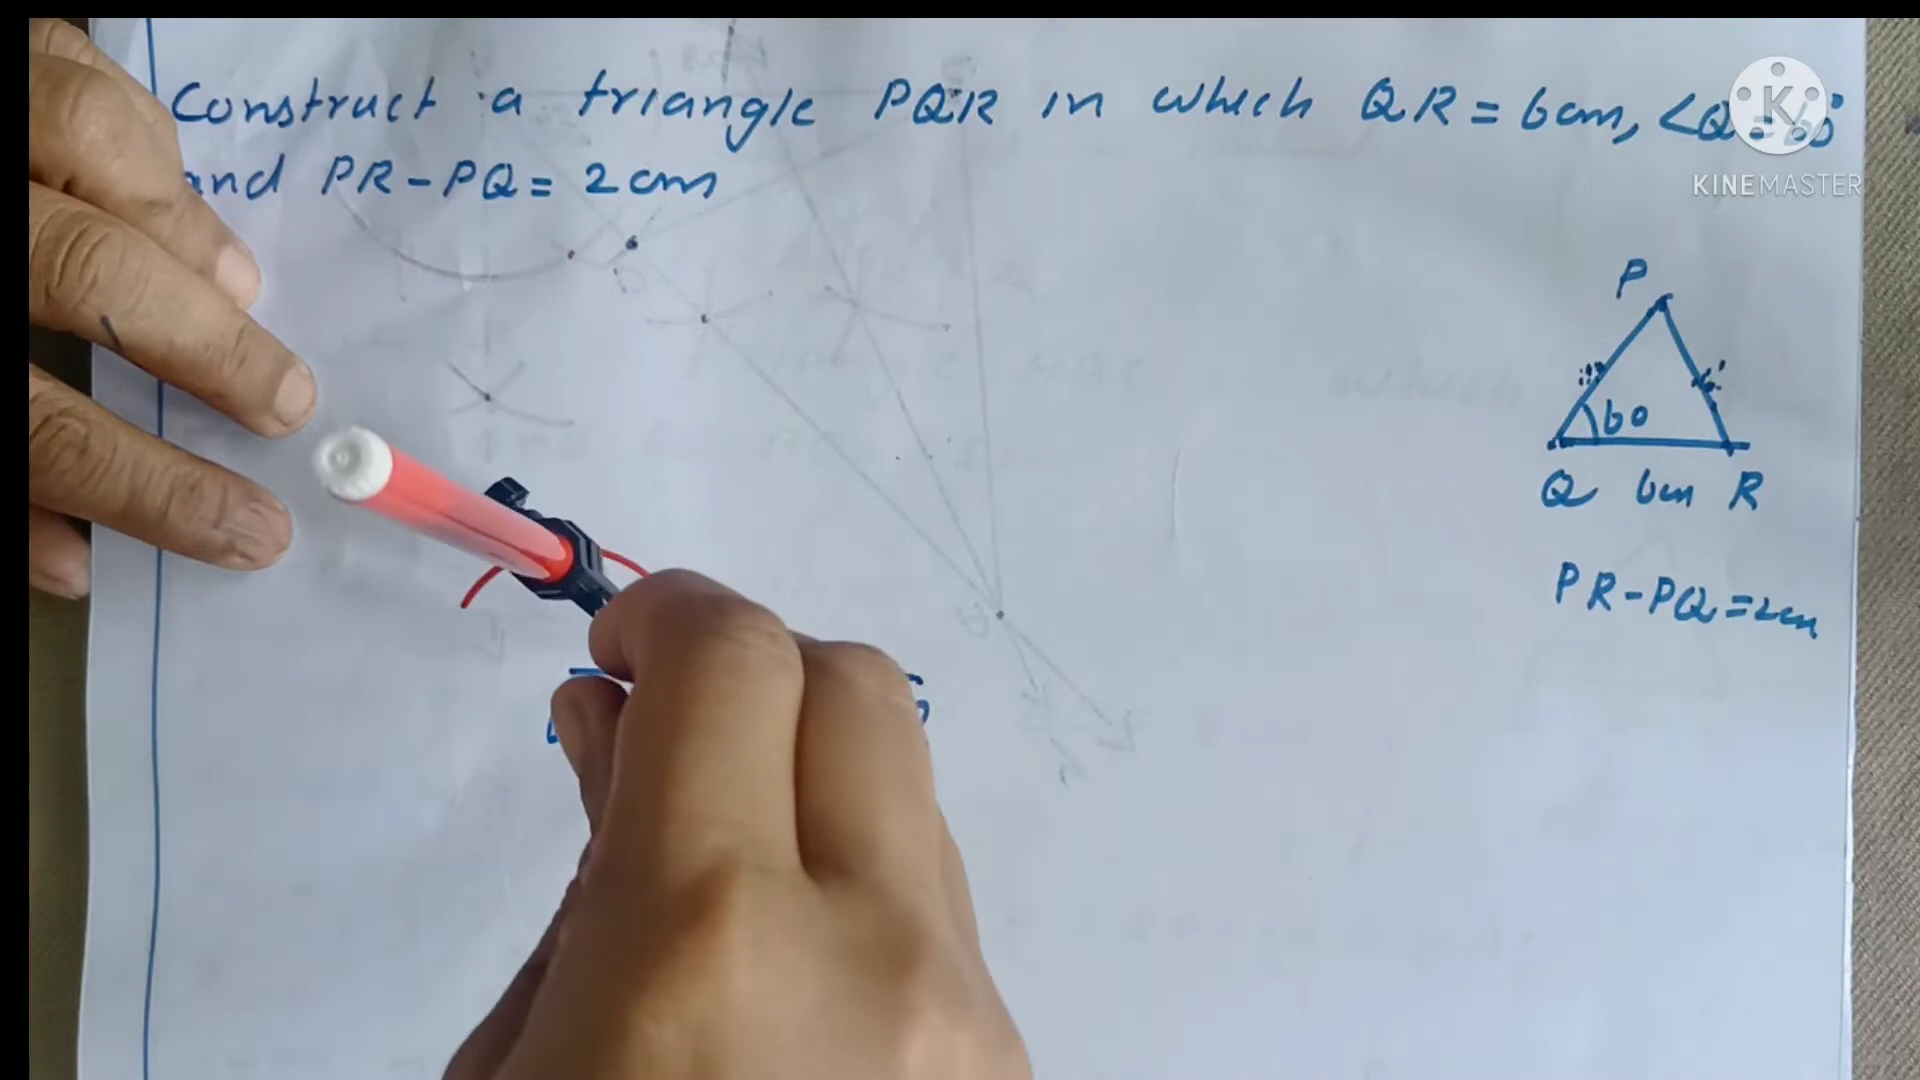 Construct a triangle PQR in which QR = 6cm, <Q = 60°
and PR-PQ = 2cm
K
KINEMASTER
P
60
Q 6cm R
PR-PQ=2cm